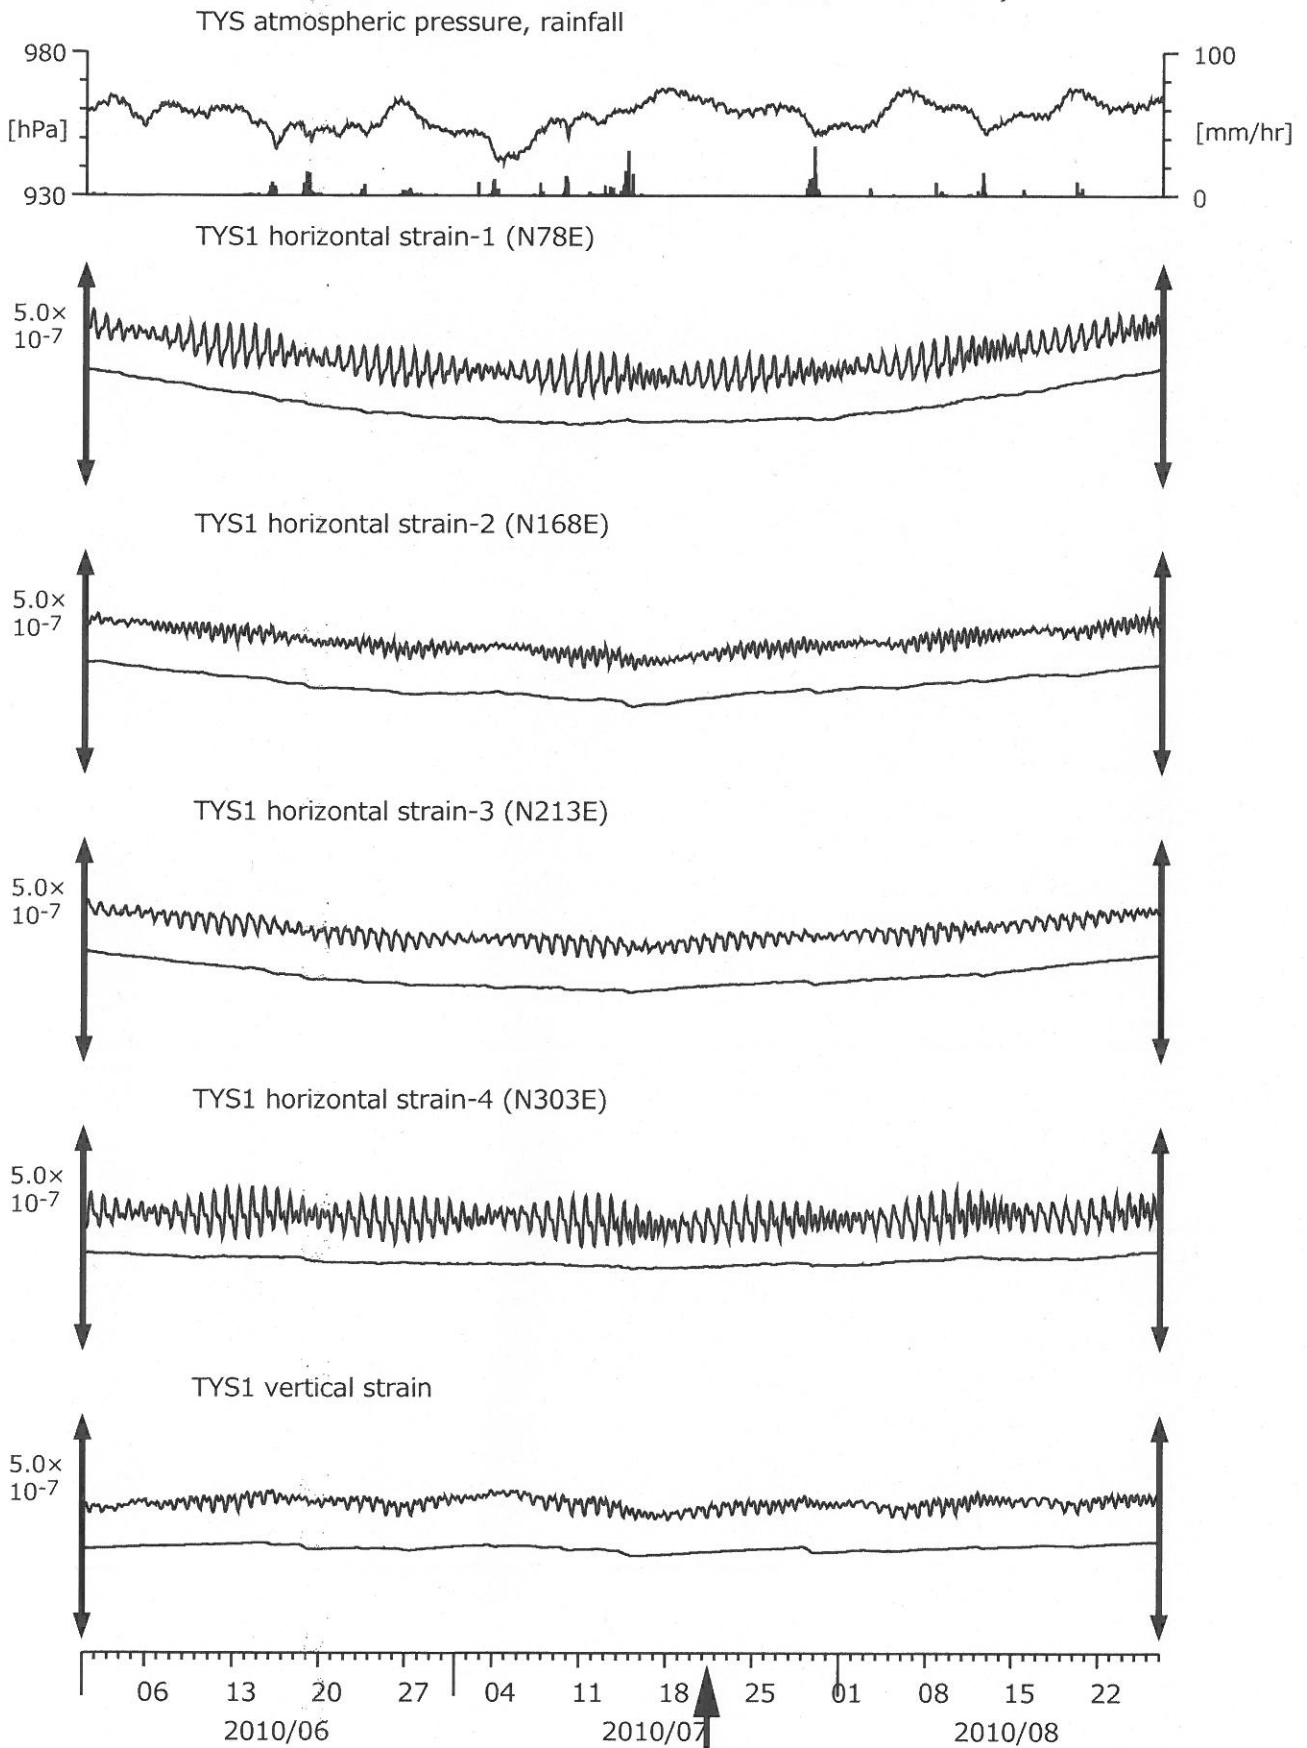 TYS atmospheric pressure, rainfall
980
100
[hPa]
[mm/hr]
930
0
TYS1 horizontal strain-1 (N78E)
5.0×
10-7
TYS1 horizontal strain-2 (N168E)
5.0×
10-7
TYS1 horizontal strain-3 (N213E)
5.0×
10-7
TYS1 horizontal strain-4 (N303E)
5.0×
10-7
TYS1 vertical strain
5.0×
10-7
06 13 20 27 04 11 18 25 01 08 15 22
2010/06 2010/07 2010/08